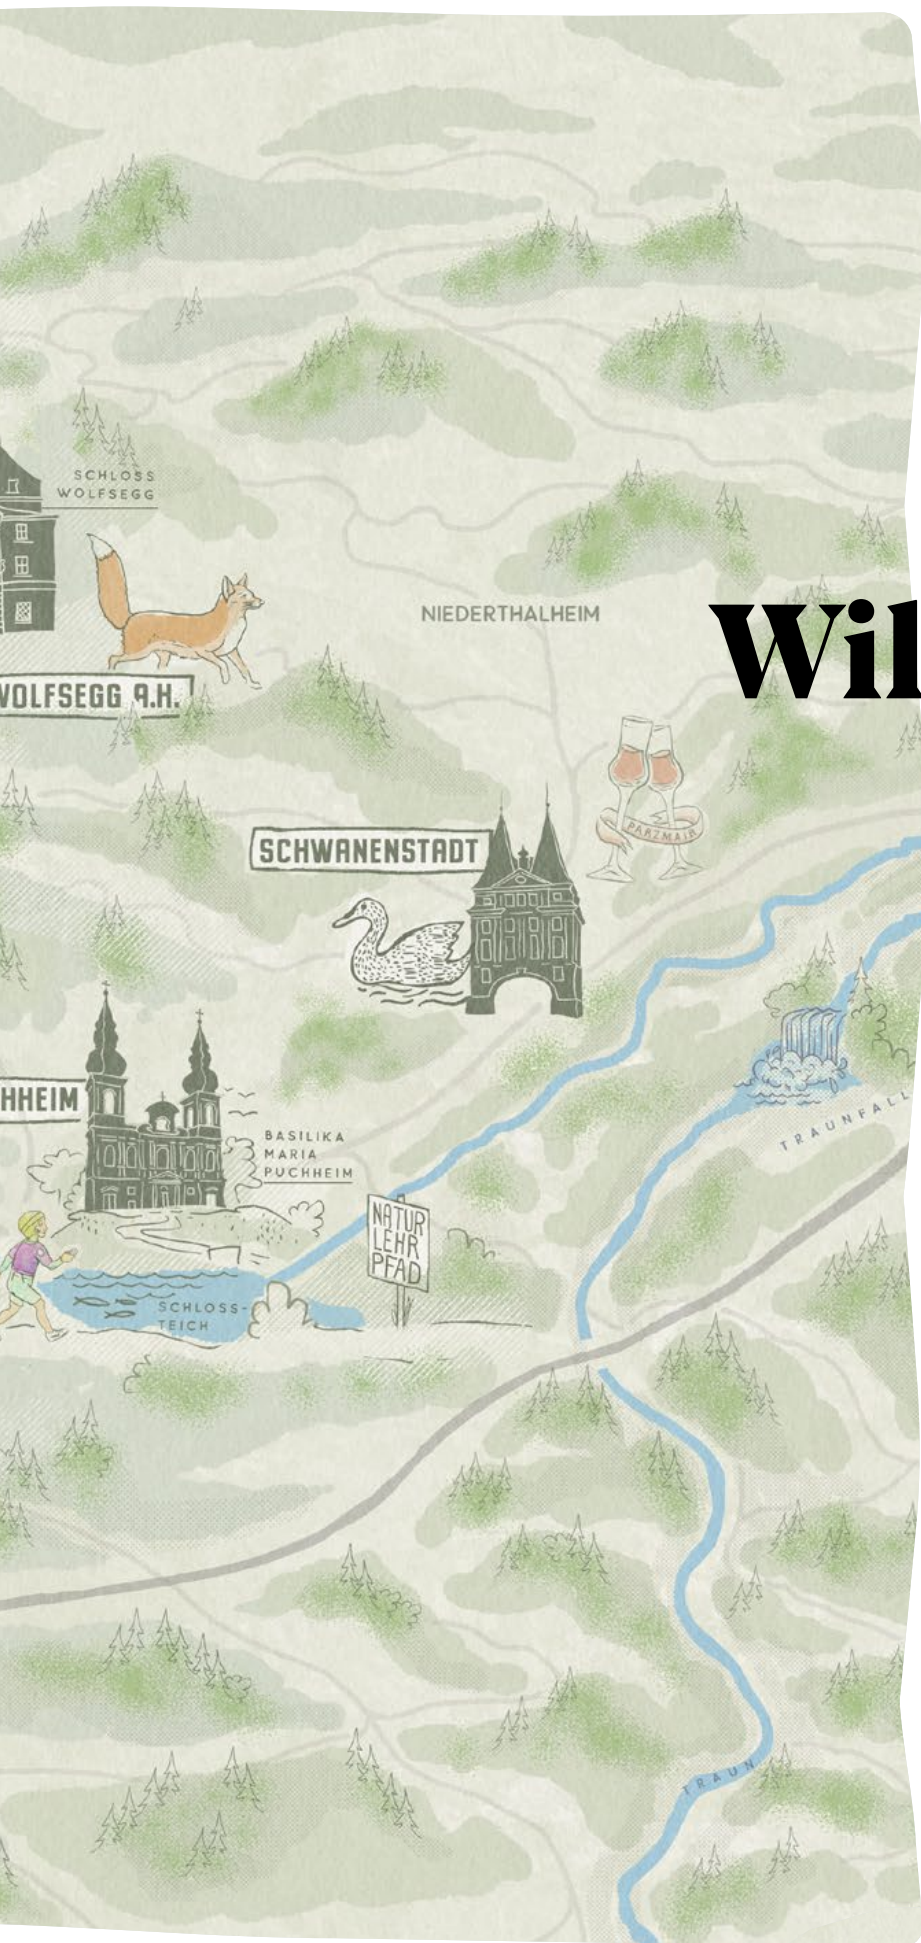 SCHLOSS
WOLFSEGG
NIEDERTHALHEIM
Wil
WOLFSEGG A.H.
PARZMAIR
SCHWANENSTADT
HHEIM
TRAUNFALL
BASILIKA
MARIA
PUCHHEIM
NATUR
LEHR
PFAD
SCHLOSS-
TEICH
TRAUN